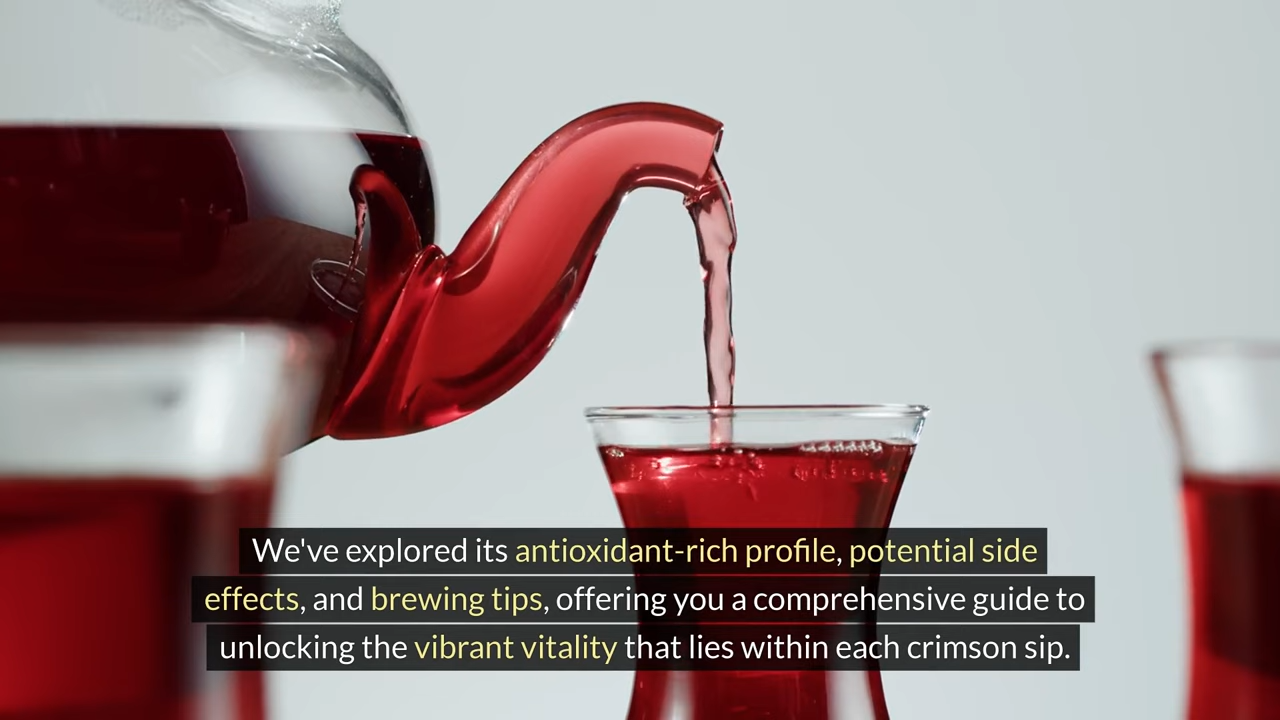 We've explored its antioxidant-rich profile, potential side
effects, and brewing tips, offering you a comprehensive guide to
unlocking the vibrant vitality that lies within each crimson sip.